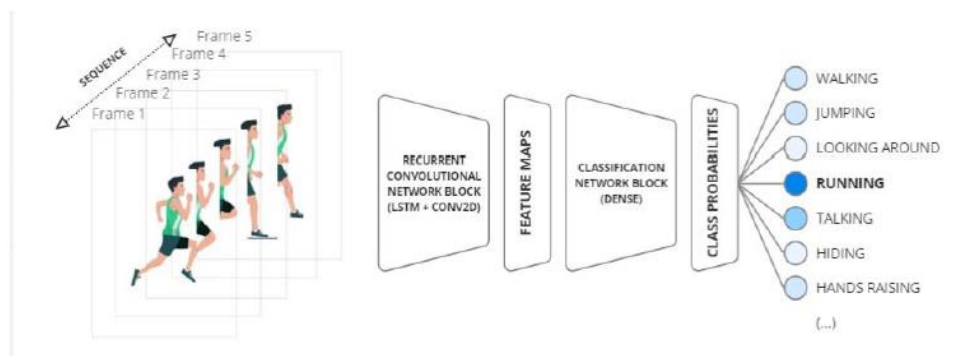 SEQUENCE
Frame 5
Frame 4
Frame 3
Frame 2
Frame 1
RECURRENT
CONVOLUTIONAL
NETWORK BLOCK
(LSTM + CONV2D)
FEATURE MAPS
CLASSIFICATION
NETWORK BLOCK
(DENSE)
CLASS PROBABILITIES
WALKING
JUMPING
LOOKING AROUND
RUNNING
TALKING
HIDING
HANDS RAISING
(...)